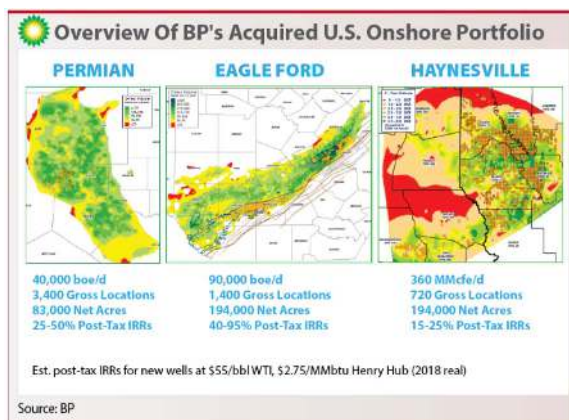 Overview Of BP's Acquired U.S. Onshore Portfolio
PERMIAN
EAGLE FORD
HAYNESVILLE
40,000 boe/d
3,400 Gross Locations
83,000 Net Acres
25-50% Post-Tax IRRs
90,000 boe/d
1,400 Gross Locations
194,000 Net Acres
40-95% Post-Tax IRRs
360 MMcfe/d
720 Gross Locations
194,000 Net Acres
15-25% Post-Tax IRRs
Est. post-tax IRRs for new wells at $55/bbl WTI, $2.75/MMbtu Henry Hub (2018 real)
Source: BP